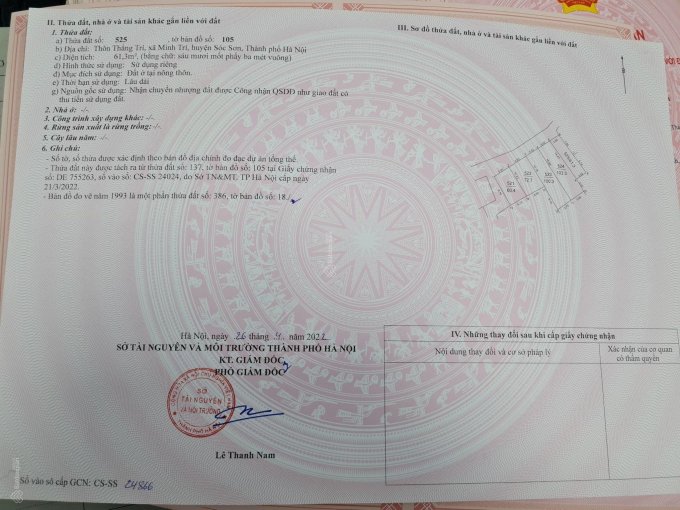 II. Thửa đất, nhà ở và tài sản khác gắn liền với đất
1. Thửa đất:
a) Thửa đất số: 525 tờ bản đồ số: 105
b) Địa chỉ: Thôn Thắng Trí, xã Minh Trí, huyện Sóc Sơn, Thành phố Hà Nội
c) Diện tích: 61,3m², (bằng chữ: sáu mươi mốt phẩy ba mét vuông)
d) Hình thức sử dụng: Sử dụng riêng
đ) Mục đích sử dụng: Đất ở tại nông thôn.
e) Thời hạn sử dụng: Lâu dài
g) Nguồn gốc sử dụng: Nhận chuyển nhượng đất được Công nhận QSDĐ như giao đất có
thu tiền sử dụng đất.
2. Nhà ở: -/-
3. Công trình xây dựng khác: -/-
4. Rừng sản xuất là rừng trồng: -/-
5. Cây lâu năm: -/-
6. Ghi chú:
- Số tờ, số thửa được xác định theo bản đồ địa chính đo đạc dự án tổng thể.
- Thửa đất này được tách ra từ thửa đất số: 137, tờ bản đồ số: 105 tại Giấy chứng nhận
số: DE 755263, số vào sổ: CS-SS 24024, do Sở TN&MT. TP Hà Nội cấp ngày
21/3/2022.
- Bản đồ đo vẽ năm 1993 là một phần thửa đất số: 386, tờ bản đồ số: 18.
III. Sơ đồ thửa đất, nhà ở và tài sản khác gắn liền với đất
Hà Nội, ngày 26 tháng 4 năm 2022
SỞ TÀI NGUYÊN VÀ MÔI TRƯỜNG THÀNH PHỐ HÀ NỘI
KT. GIÁM ĐỐC
PHÓ GIÁM ĐỐC
SỞ
TÀI NGUYÊN
VÀ MÔI TRƯỜNG
Lê Thanh Nam
Số vào sổ cấp GCN: CS-SS 24866
IV. Những thay đổi sau khi cấp giấy chứng nhận
Nội dung thay đổi và cơ sở pháp lý
Xác nhận của cơ quan
có thẩm quyền